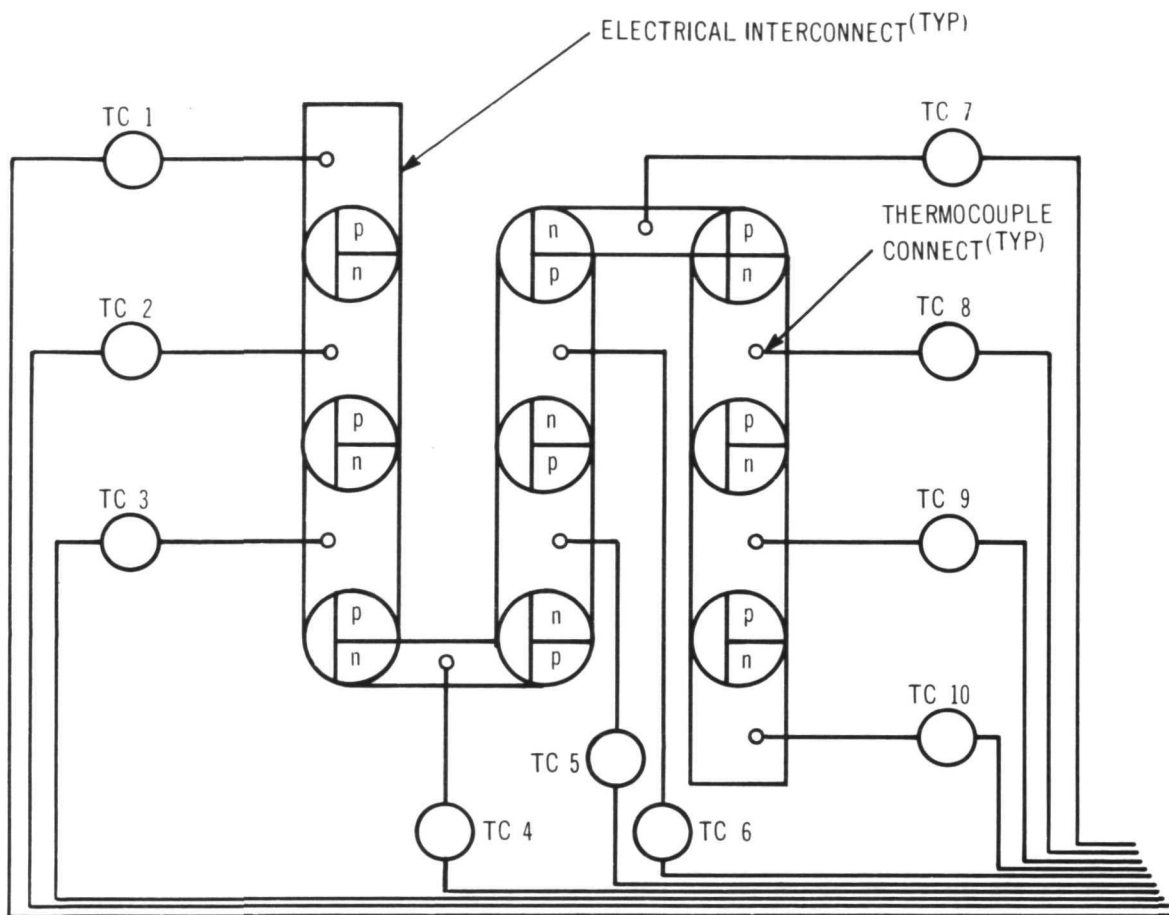 ELECTRICAL INTERCONNECT (TYP)
TC 1
TC 7
p
n
n
p
p
n
THERMOCOUPLE
CONNECT (TYP)
TC 2
TC 8
p
n
n
p
p
n
TC 3
TC 9
p
n
n
p
p
n
TC 10
TC 5
TC 4
TC 6